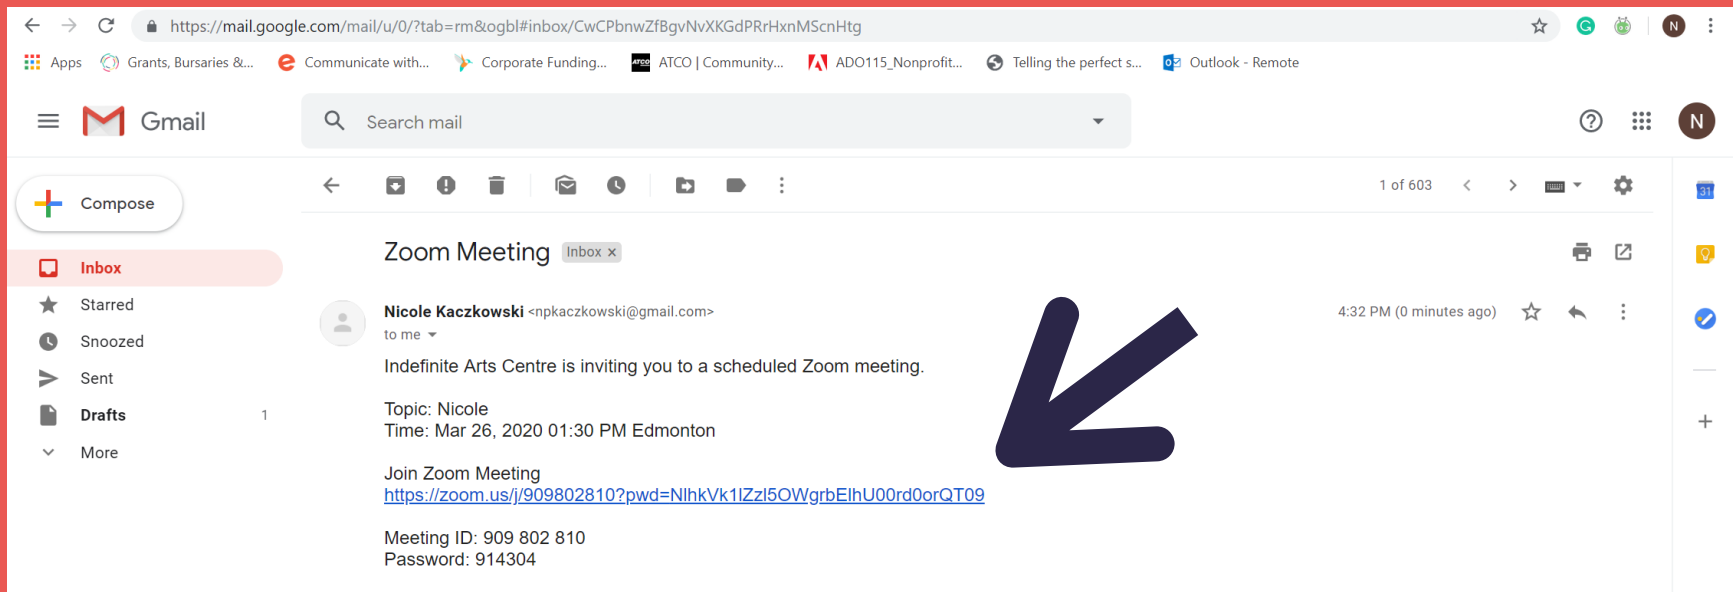 https://mail.google.com/mail/u/0/?tab=rm&ogbl#inbox/CwCPbnwZfBgvNvXKGdPRrHxnMScnHtg N
Apps Grants, Bursaries &... Communicate with... Corporate Funding... ATCO ATCO | Community... ADO115_Nonprofit... Telling the perfect s... Outlook - Remote
Gmail Search mail N
Compose 1 of 603 31
Zoom Meeting Inbox x
Inbox
Starred
Snoozed
Sent
Drafts 1
More
Nicole Kaczkowski <npkaczkowski@gmail.com> 4:32 PM (0 minutes ago)
to me
Indefinite Arts Centre is inviting you to a scheduled Zoom meeting.
Topic: Nicole
Time: Mar 26, 2020 01:30 PM Edmonton
Join Zoom Meeting
https://zoom.us/j/909802810?pwd=NlhkVk1lZzl5OWgrbElhU00rd0orQT09
Meeting ID: 909 802 810
Password: 914304